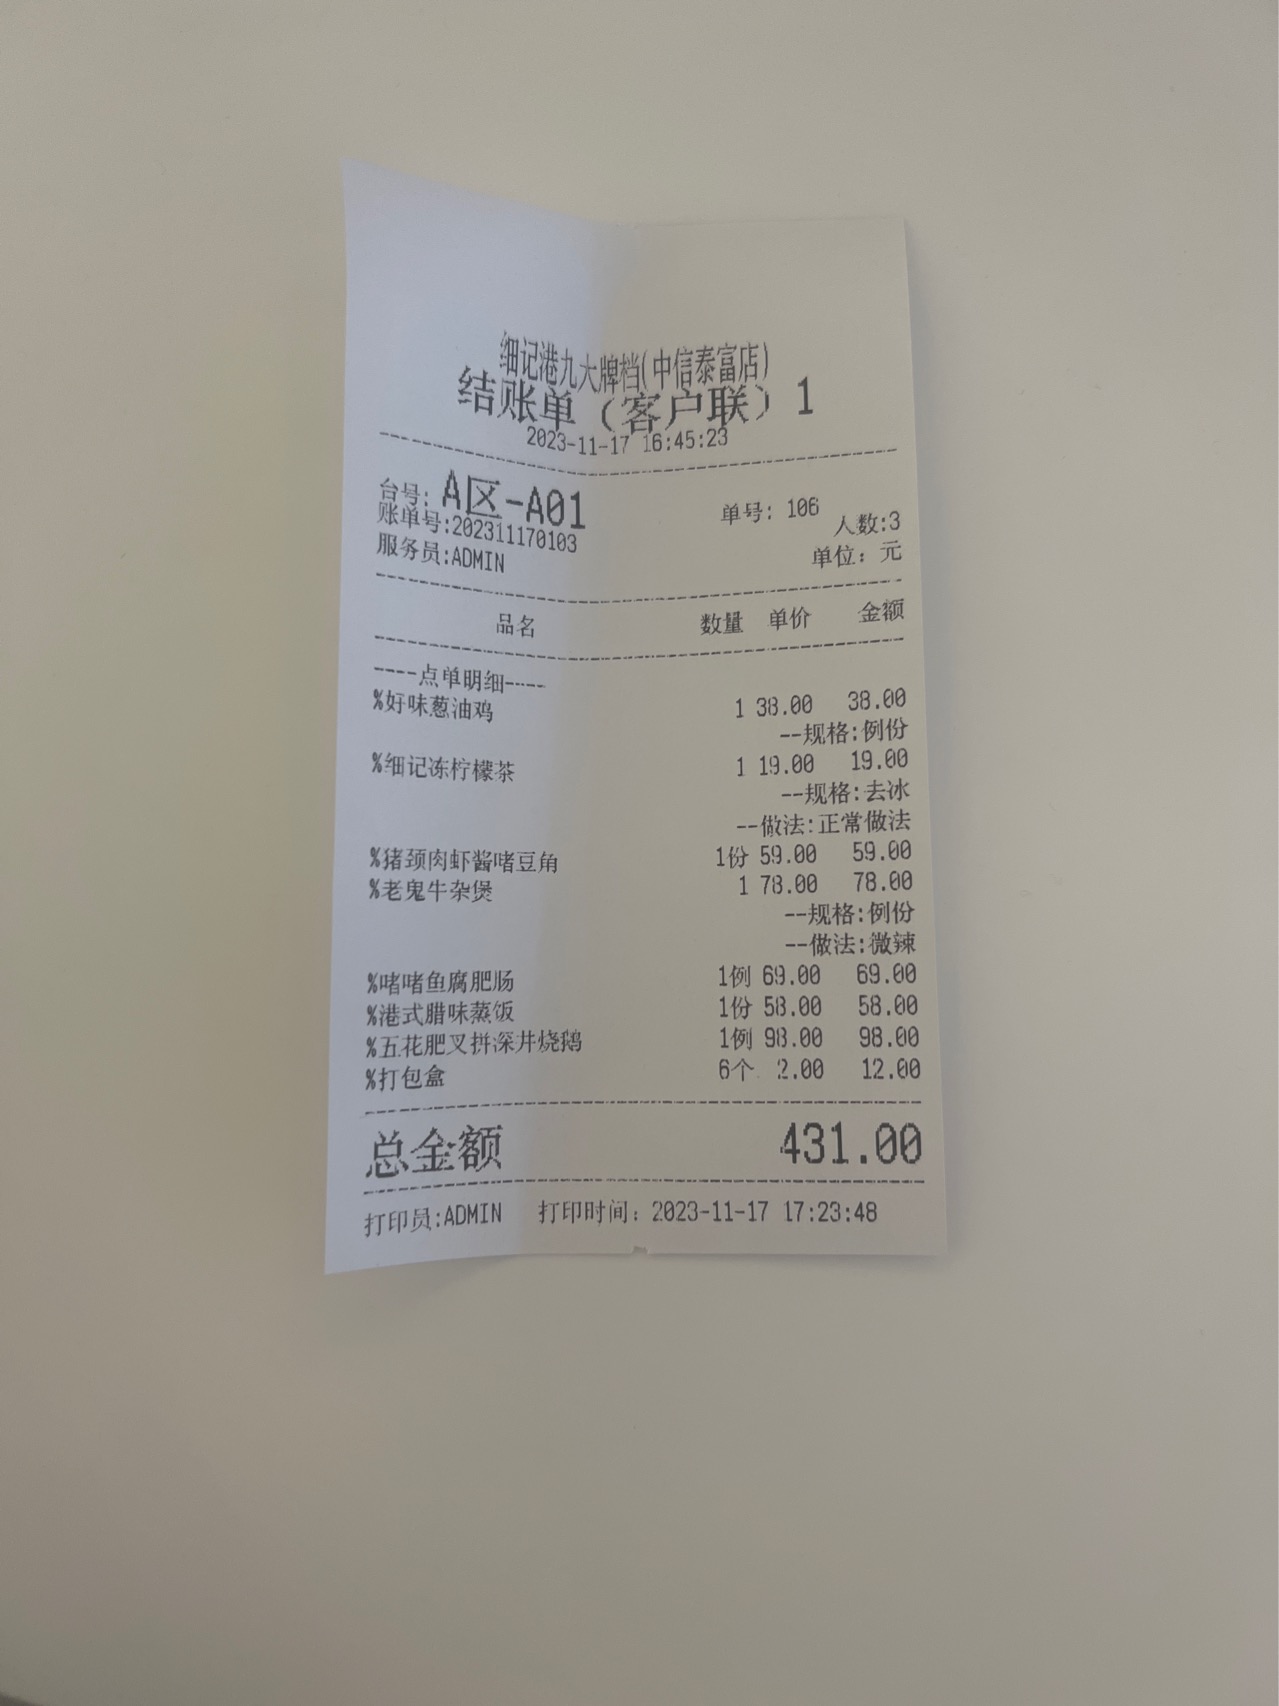 细记港九大牌档(中信泰富店)
结账单（客户联）1
2023-11-17 16:45:23
台号: A区-A01 单号: 106
账单号:202311170103 人数:3
服务员:ADMIN 单位: 元
品名 数量 单价 金额
----点单明细----
%好味葱油鸡 1 38.00 38.00
--规格:例份
%细记冻柠檬茶 1 19.00 19.00
--规格:去冰
--做法:正常做法
%猪颈肉虾酱啫豆角 1份 59.00 59.00
%老鬼牛杂煲 1 78.00 78.00
--规格:例份
--做法:微辣
%啫啫鱼腐肥肠 1例 69.00 69.00
%港式腊味蒸饭 1份 58.00 58.00
%五花肥叉拼深井烧鹅 1例 98.00 98.00
%打包盒 6个 2.00 12.00
总金额 431.00
打印员:ADMIN 打印时间: 2023-11-17 17:23:48